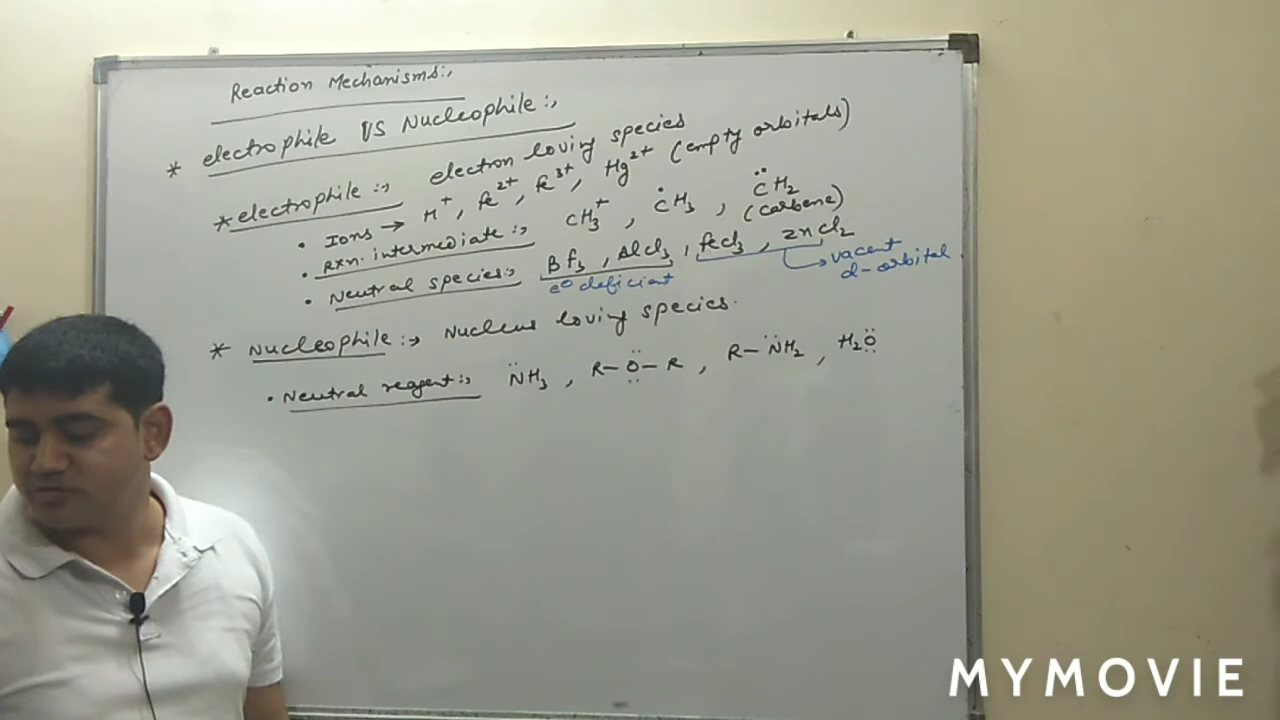 Reaction Mechanisms:,
* electrophile VS Nucleophile:,
* electrophile :, electron loving species
• Ions → H⁺, fe²⁺, fe³⁺, Hg²⁺ (empty orbitals)
• Rxn. intermediate :, CH₃⁺, ĊH₃, C̈H₂
(carbene)
• Neutral species:, Bf₃, AlCl₃, feCl₃, znCl₂
e⊖ deficient
vacent
d-orbital
* Nucleophile :, Nucleus loving species.
• Neutral reagent:, N̈H₃, R-Ö-R, R-N̈H₂, H₂Ö
MYMOVIE